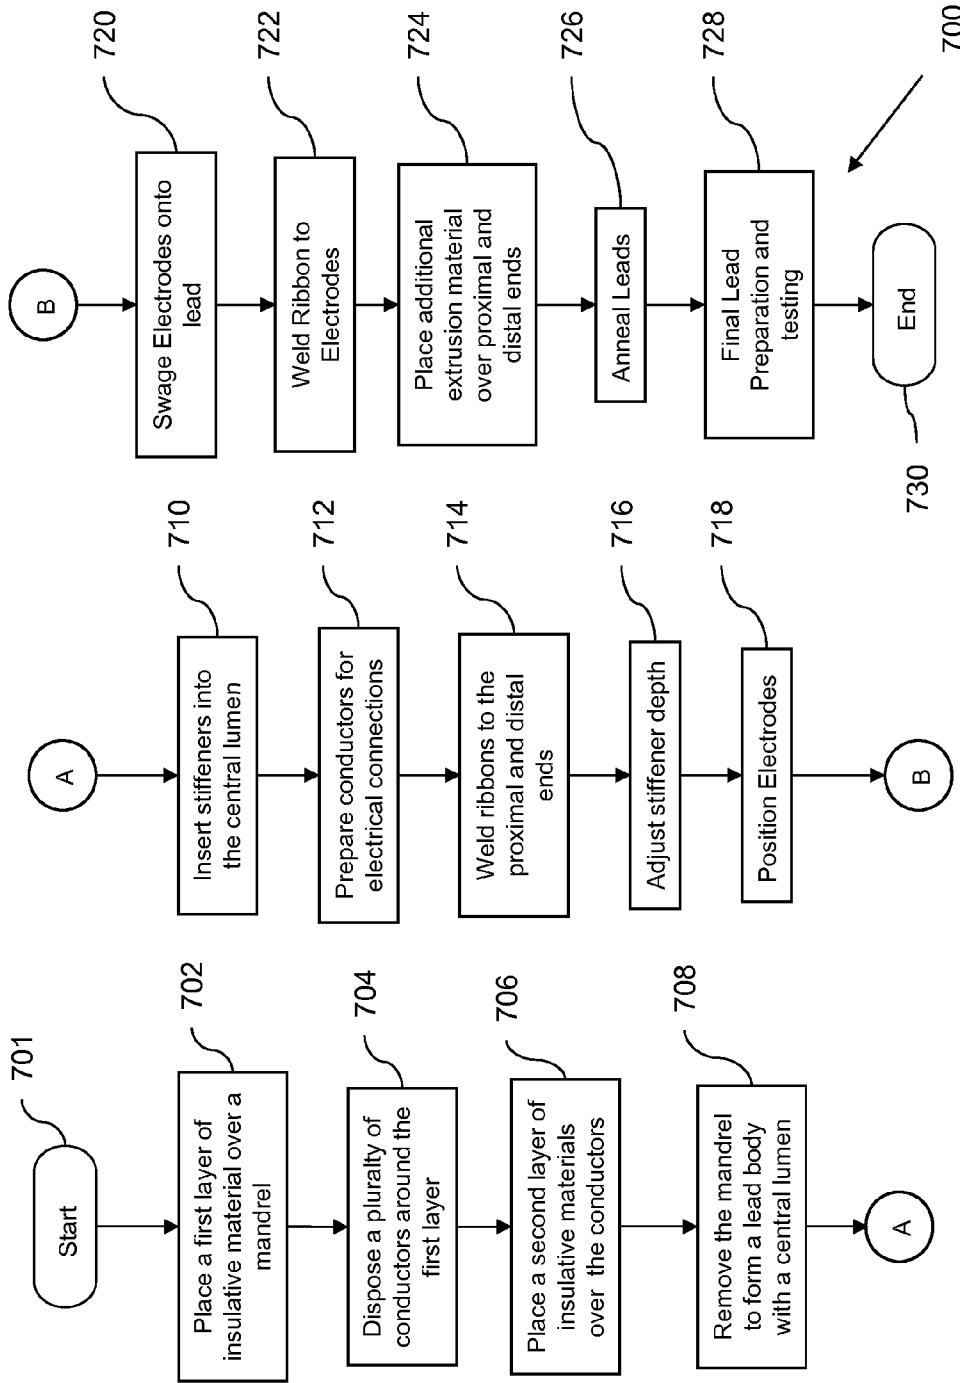 701
Start
702
Place a first layer of
insulative material over a
mandrel
704
Dispose a plurality of
conductors around the
first layer
706
Place a second layer of
insulative materials
over the conductors
708
Remove the mandrel
to form a lead body
with a central lumen
A
A
710
Insert stiffeners into
the central lumen
712
Prepare conductors for
electrical connections
714
Weld ribbons to the
proximal and distal
ends
716
Adjust stiffener depth
718
Position Electrodes
B
B
720
Swage Electrodes onto
lead
722
Weld Ribbon to
Electrodes
724
Place additional
extrusion material
over proximal and
distal ends
726
Anneal Leads
728
Final Lead
Preparation and
testing
730
End
700